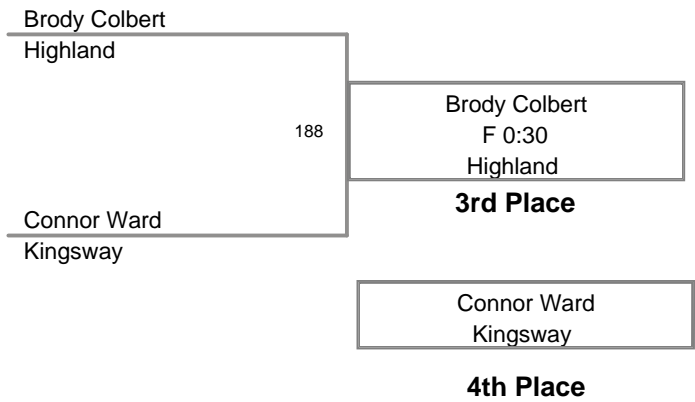 Brody Colbert
Highland
188
Brody Colbert
F 0:30
Highland
3rd Place
Connor Ward
Kingsway
Connor Ward
Kingsway
4th Place